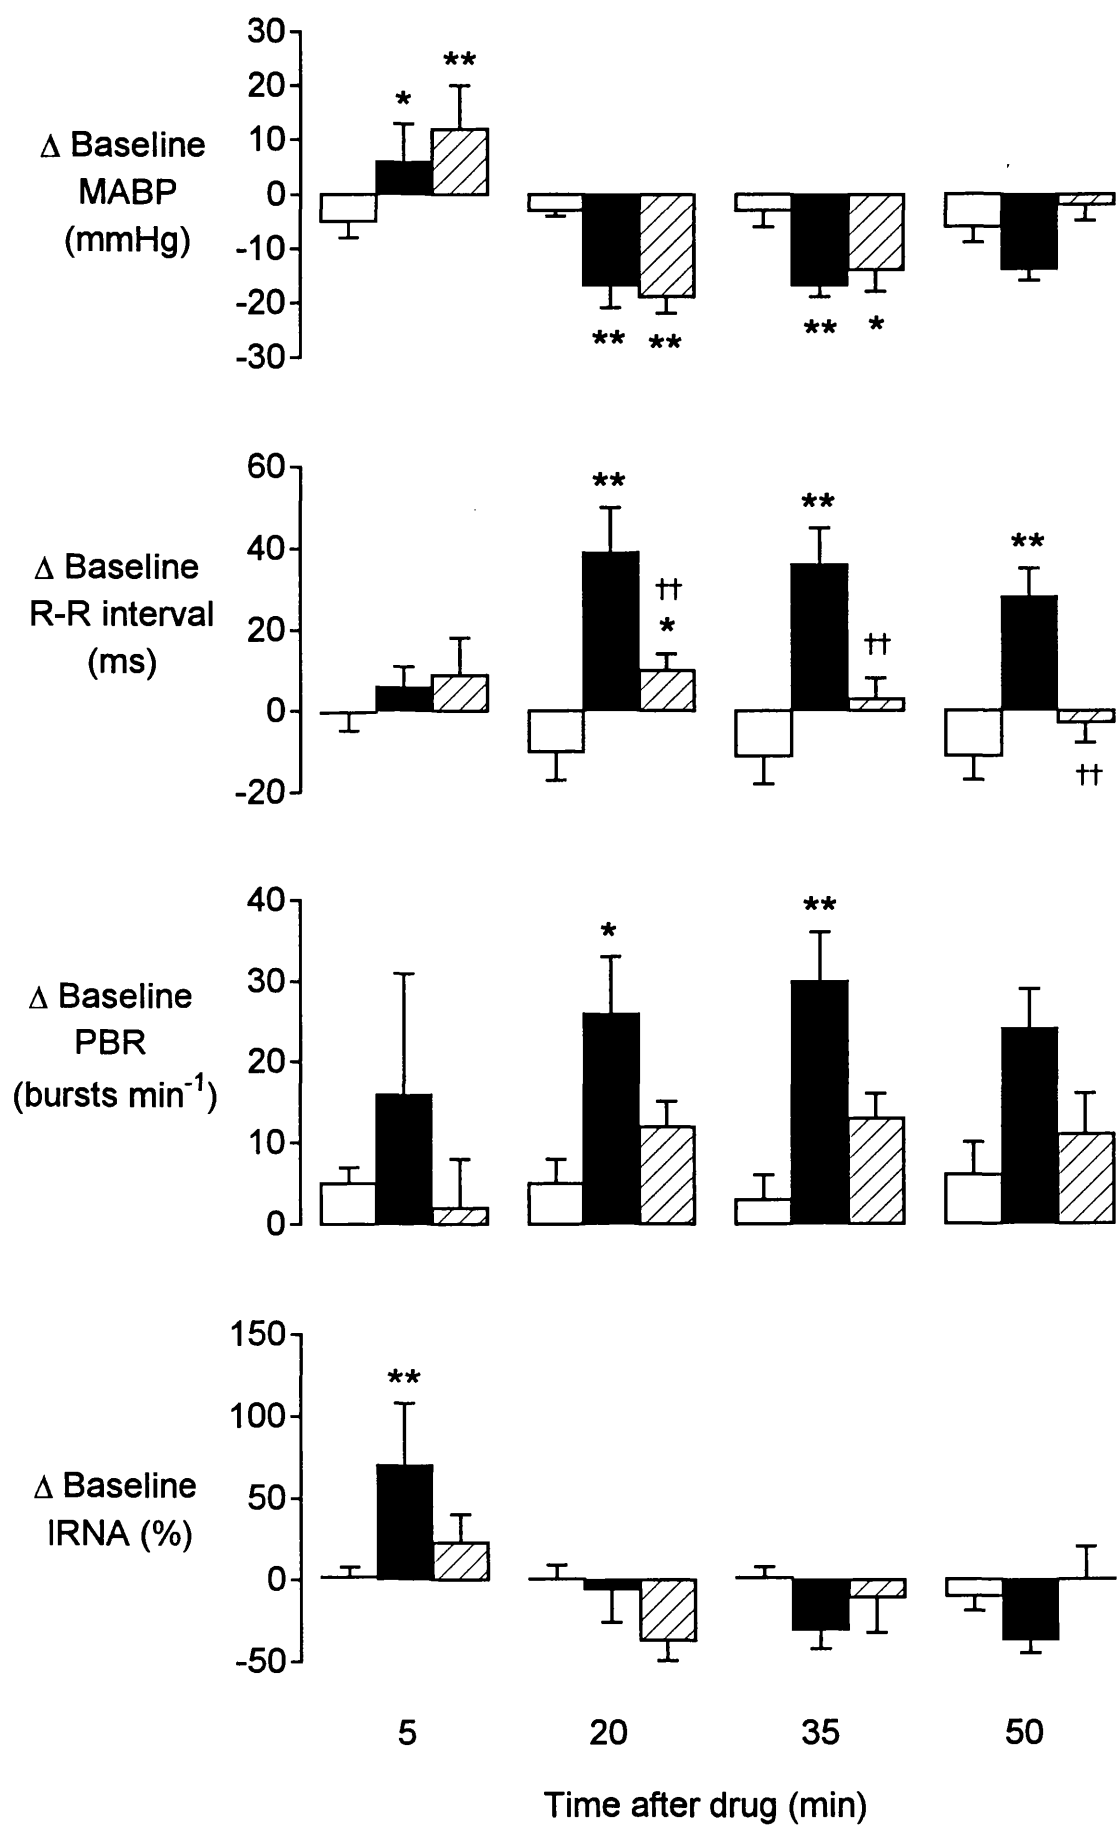 30
20
10
0
-10
-20
-30
Δ Baseline
MABP
(mmHg)
* **
** ** ** *
60
40
20
0
-20
Δ Baseline
R-R interval
(ms)
** ** **
††
* ††
††
40
30
20
10
0
Δ Baseline
PBR
(bursts min⁻¹)
* **
150
100
50
0
-50
Δ Baseline
IRNA (%)
**
5 20 35 50
Time after drug (min)